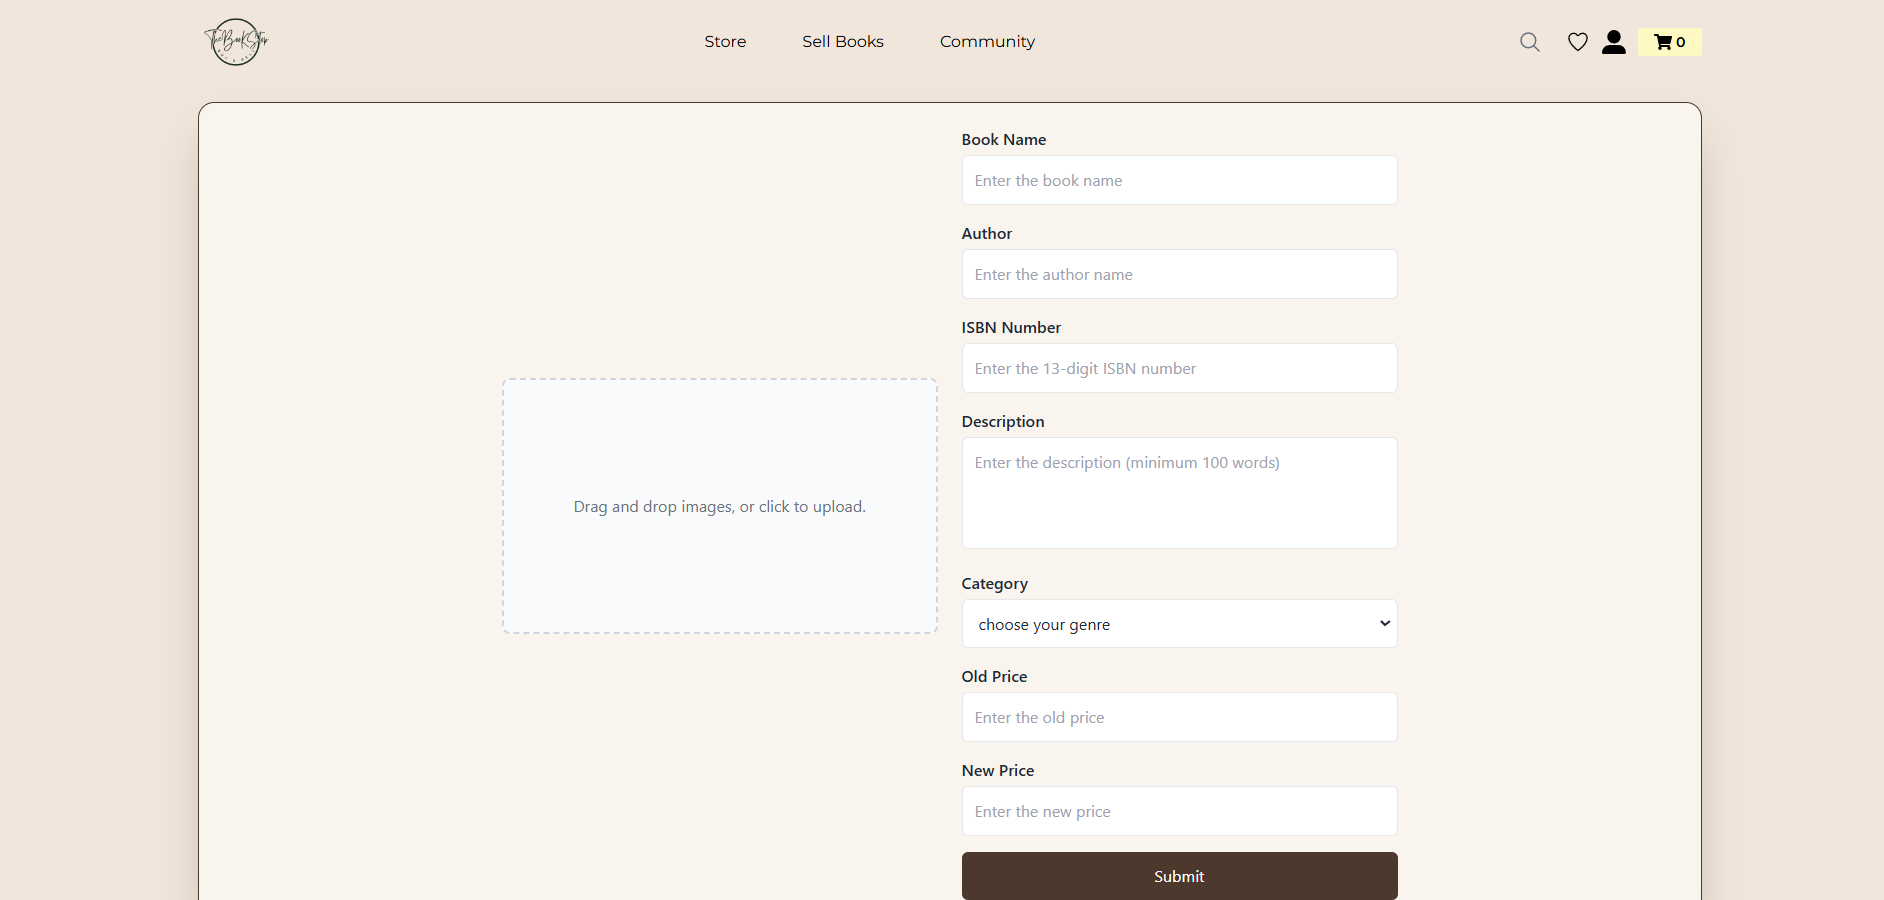 TheBookStop
Store
Sell Books
Community
0
Book Name
Enter the book name
Author
Enter the author name
ISBN Number
Enter the 13-digit ISBN number
Description
Enter the description (minimum 100 words)
Drag and drop images, or click to upload.
Category
choose your genre
Old Price
Enter the old price
New Price
Enter the new price
Submit